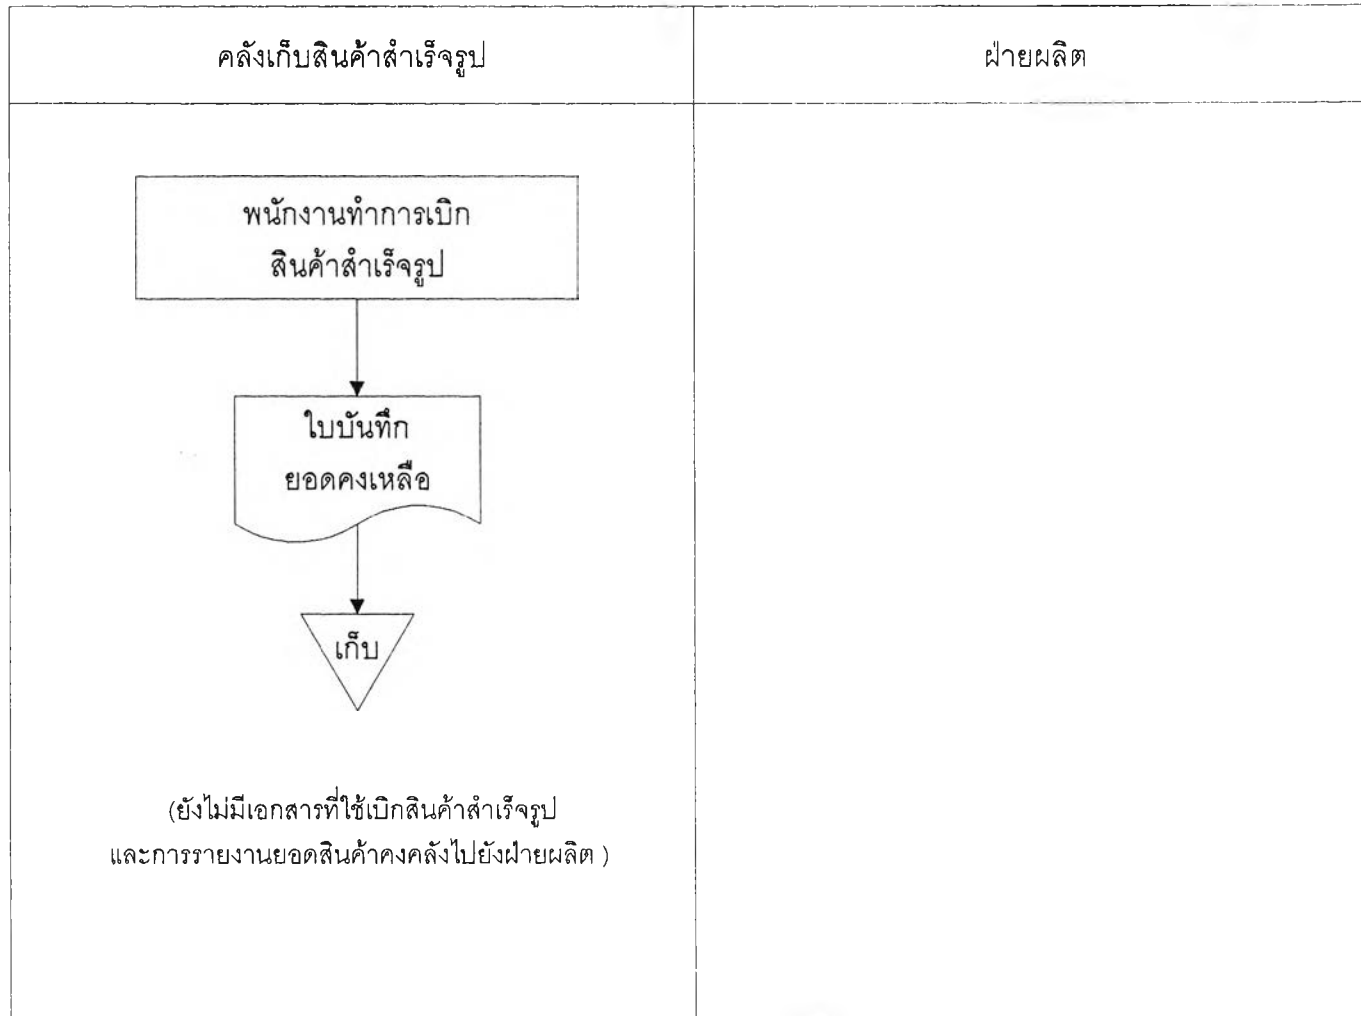 คลังเก็บสินค้าสำเร็จรูป
ฝ่ายผลิต
พนักงานทำการเบิก
สินค้าสำเร็จรูป
ใบบันทึก
ยอดคงเหลือ
เก็บ
(ยังไม่มีเอกสารที่ใช้เบิกสินค้าสำเร็จรูป
และการรายงานยอดสินค้าคงคลังไปยังฝ่ายผลิต )